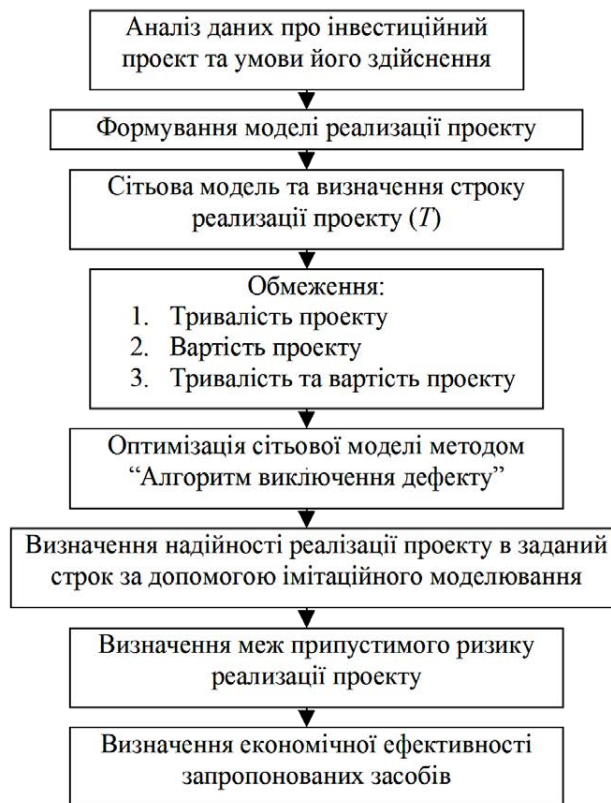 Аналіз даних про інвестиційний
проект та умови його здійснення
Формування моделі реализації проекту
Сітьова модель та визначення строку
реализації проекту (T)
Обмеження:
1. Тривалість проекту
2. Вартість проекту
3. Тривалість та вартість проекту
Оптимізація сітьової моделі методом
“Алгоритм виключення дефекту”
Визначення надійності реалізації проекту в заданий
строк за допомогою імітаційного моделювання
Визначення меж припустимого ризику
реализації проекту
Визначення економічної ефективності
запропонованих засобів